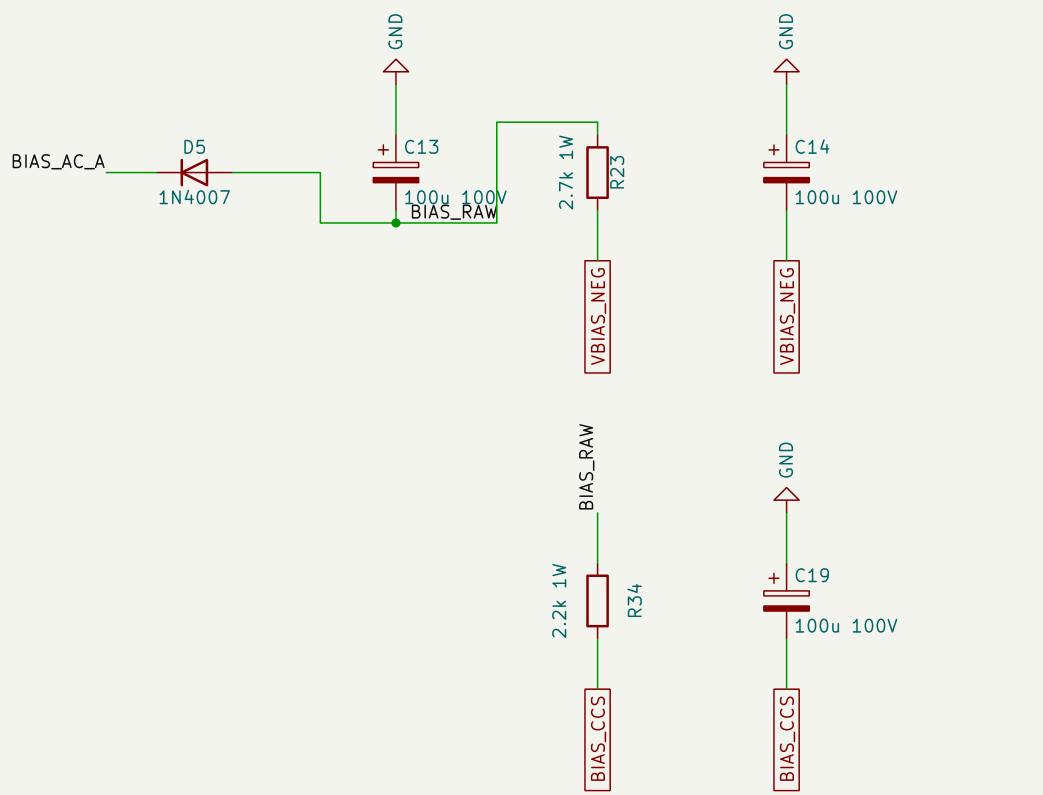 GND
GND
BIAS_AC_A
D5
1N4007
+
C13
100u 100V
BIAS_RAW
2.7k 1W
R23
+
C14
100u 100V
VBIAS_NEG
VBIAS_NEG
BIAS_RAW
GND
2.2k 1W
R34
+
C19
100u 100V
BIAS_CCS
BIAS_CCS